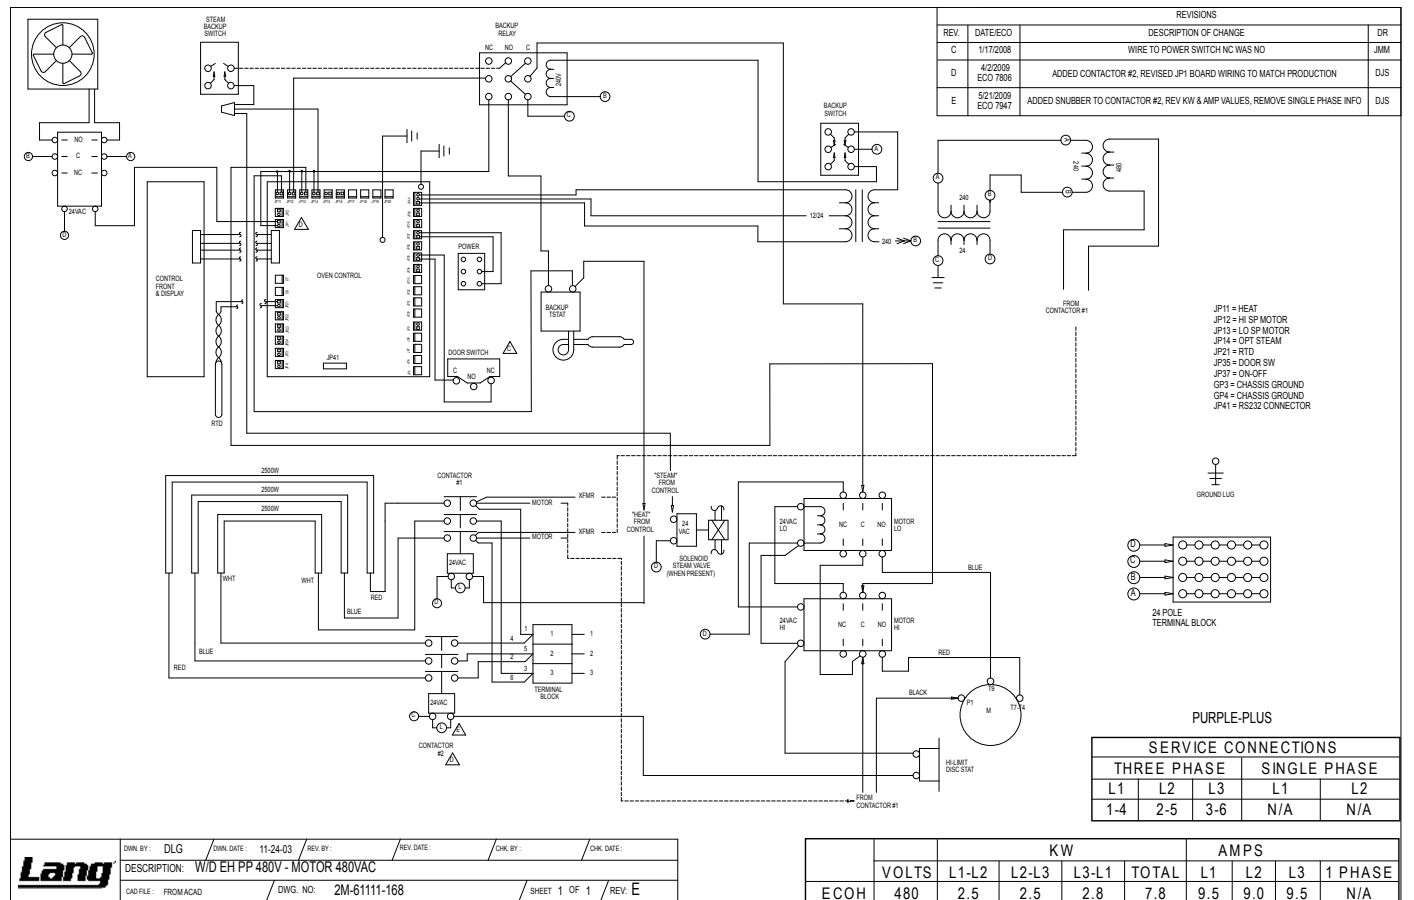 REVISIONS
REV. DATE/ECO DESCRIPTION OF CHANGE DR
C 1/17/2008 WIRE TO POWER SWITCH NC WAS NO JMM
D 4/2/2009 ECO 7806 ADDED CONTACTOR #2, REVISED JP1 BOARD WIRING TO MATCH PRODUCTION DJS
E 5/21/2009 ECO 7947 ADDED SNUBBER TO CONTACTOR #2, REV KW & AMP VALUES, REMOVE SINGLE PHASE INFO DJS
STEAM
BACKUP
SWITCH
BACKUP
RELAY
NC NO C
240V
B
C
BACKUP
SWITCH
A
NO
C
NC
B
A
24VAC
D
CONTROL
FRONT
& DISPLAY
OVEN CONTROL
JP41
D
POWER
DOOR SWITCH
C
C
NO
NC
BACKUP
TSTAT
RTD
12/24
240
B
A
240
B
24
C
D
A
240
480
B
FROM
CONTACTOR #1
JP11 = HEAT
JP12 = HI SP MOTOR
JP13 = LO SP MOTOR
JP14 = OPT STEAM
JP21 = RTD
JP35 = DOOR SW
JP37 = ON-OFF
GP3 = CHASSIS GROUND
GP4 = CHASSIS GROUND
JP41 = RS232 CONNECTOR
GROUND LUG
2500W
2500W
2500W
WHT
WHT
BLUE
RED
BLUE
RED
CONTACTOR
#1
XFMR
MOTOR
XFMR
MOTOR
24VAC
L
D
"HEAT"
FROM
CONTROL
"STEAM"
FROM
CONTROL
24
VAC
D
SOLENOID
STEAM VALVE
(WHEN PRESENT)
1
4
5
2
3
6
1 1
2 2
3 3
TERMINAL
BLOCK
24VAC
C
L
E
CONTACTOR
#2
D
24VAC
LO
NC C NO
MOTOR
LO
24VAC
HI
NC C NO
MOTOR
HI
D
BLUE
RED
BLACK
P1
T9
M
T7-T4
HI-LIMIT
DISC STAT
FROM
CONTACTOR #1
D
C
B
A
24 POLE
TERMINAL BLOCK
PURPLE-PLUS
SERVICE CONNECTIONS
THREE PHASE SINGLE PHASE
L1 L2 L3 L1 L2
1-4 2-5 3-6 N/A N/A
Lang
DWN. BY : DLG DWN. DATE : 11-24-03 REV. BY : REV. DATE : CHK. BY : CHK. DATE :
DESCRIPTION: W/D EH PP 480V - MOTOR 480VAC
CAD FILE : FROM ACAD DWG. NO: 2M-61111-168 SHEET 1 OF 1 REV: E
KW AMPS
VOLTS L1-L2 L2-L3 L3-L1 TOTAL L1 L2 L3 1 PHASE
ECOH 480 2.5 2.5 2.8 7.8 9.5 9.0 9.5 N/A